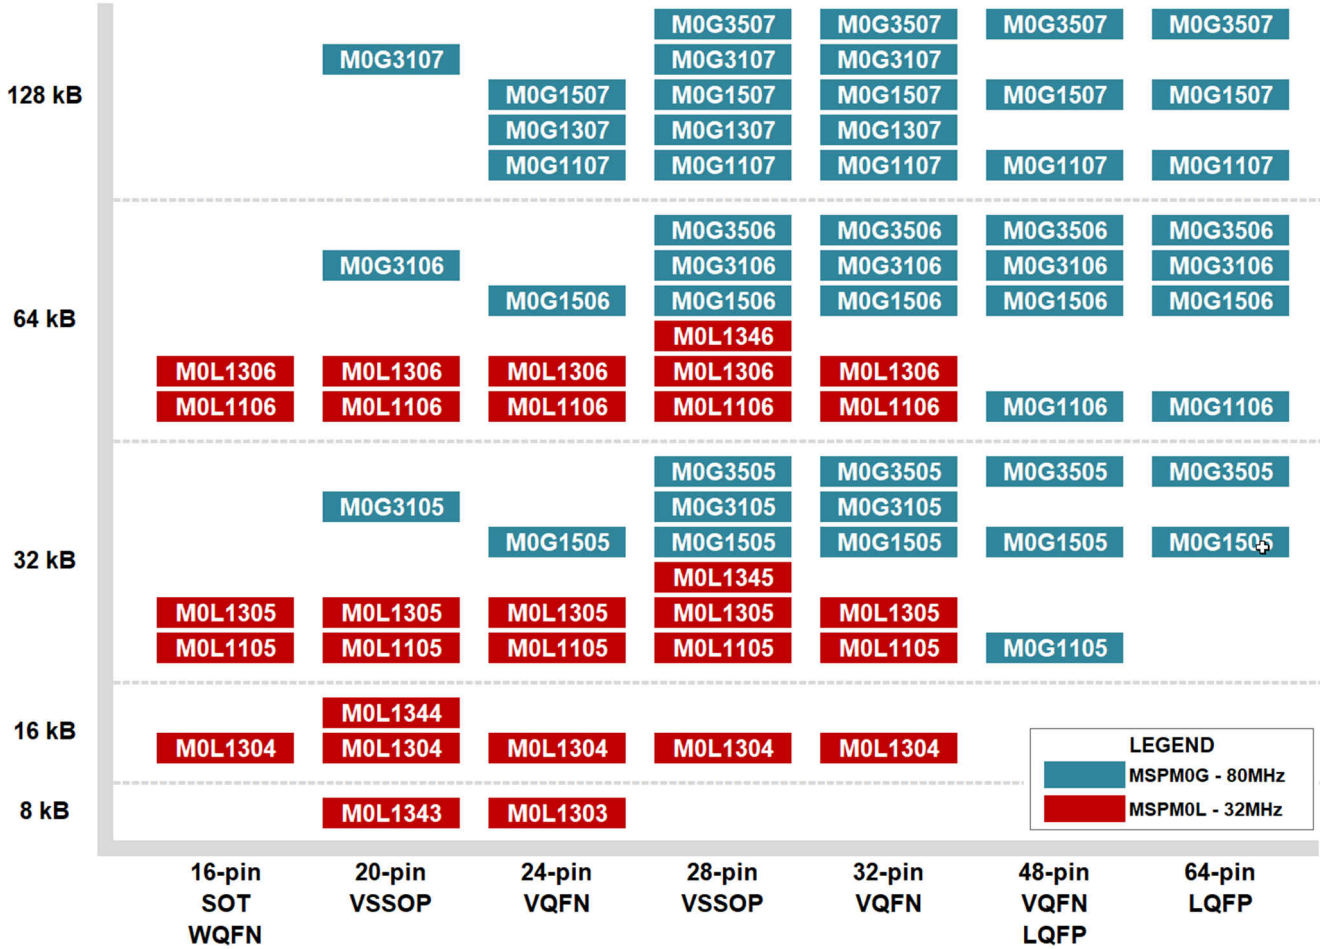 M0G3507 M0G3507 M0G3507 M0G3507
M0G3107 M0G3107 M0G3107
128 kB M0G1507 M0G1507 M0G1507 M0G1507 M0G1507
M0G1307 M0G1307 M0G1307
M0G1107 M0G1107 M0G1107 M0G1107 M0G1107
M0G3506 M0G3506 M0G3506 M0G3506
M0G3106 M0G3106 M0G3106 M0G3106 M0G3106
M0G1506 M0G1506 M0G1506 M0G1506 M0G1506
64 kB
M0L1346
M0L1306 M0L1306 M0L1306 M0L1306 M0L1306
M0L1106 M0L1106 M0L1106 M0L1106 M0L1106 M0G1106 M0G1106
M0G3505 M0G3505 M0G3505 M0G3505
M0G3105 M0G3105 M0G3105
M0G1505 M0G1505 M0G1505 M0G1505 M0G1505
32 kB
M0L1345
M0L1305 M0L1305 M0L1305 M0L1305 M0L1305
M0L1105 M0L1105 M0L1105 M0L1105 M0L1105 M0G1105
M0L1344
16 kB
M0L1304 M0L1304 M0L1304 M0L1304 M0L1304
8 kB M0L1343 M0L1303
LEGEND
MSPM0G - 80MHz
MSPM0L - 32MHz
16-pin 20-pin 24-pin 28-pin 32-pin 48-pin 64-pin
SOT VSSOP VQFN VSSOP VQFN VQFN LQFP
WQFN LQFP